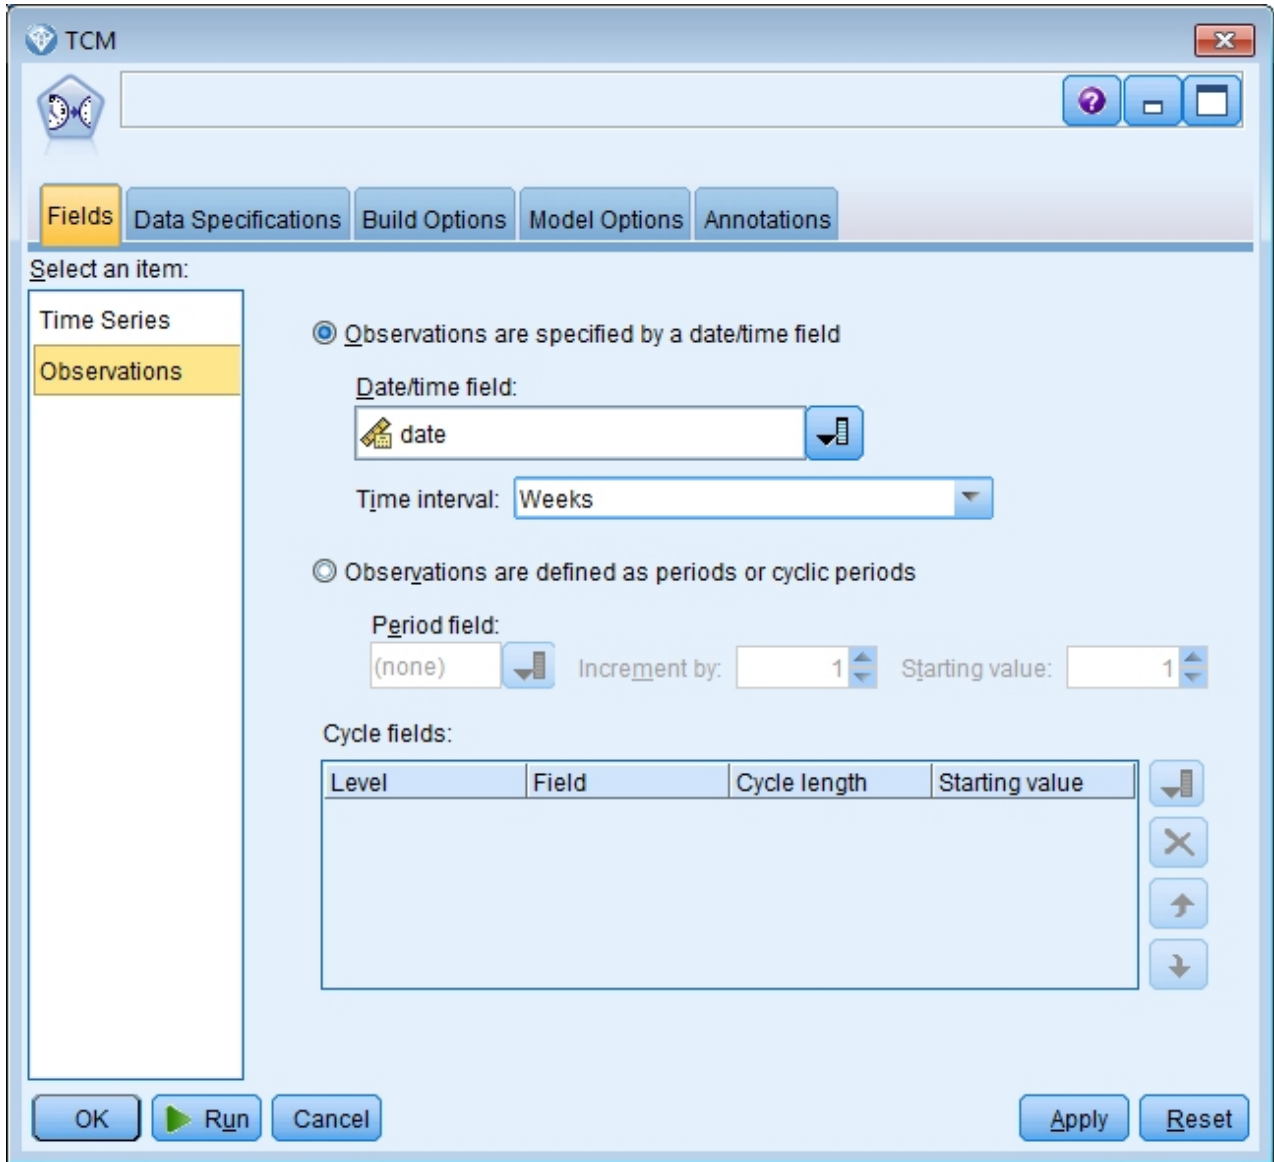 TCM
Fields Data Specifications Build Options Model Options Annotations
Select an item:
Time Series
Observations
Observations are specified by a date/time field
Date/time field:
date
Time interval: Weeks
Observations are defined as periods or cyclic periods
Period field:
(none) Increment by: 1 Starting value: 1
Cycle fields:
Level Field Cycle length Starting value
OK Run Cancel Apply Reset